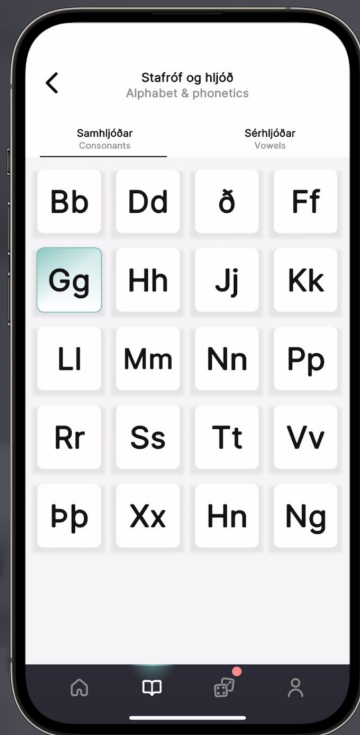 Stafróf og hljóð
Alphabet & phonetics
Samhljóðar Sérhljóðar
Consonants Vowels
Bb Dd ð Ff
Gg Hh Jj Kk
Ll Mm Nn Pp
Rr Ss Tt Vv
Þþ Xx Hn Ng